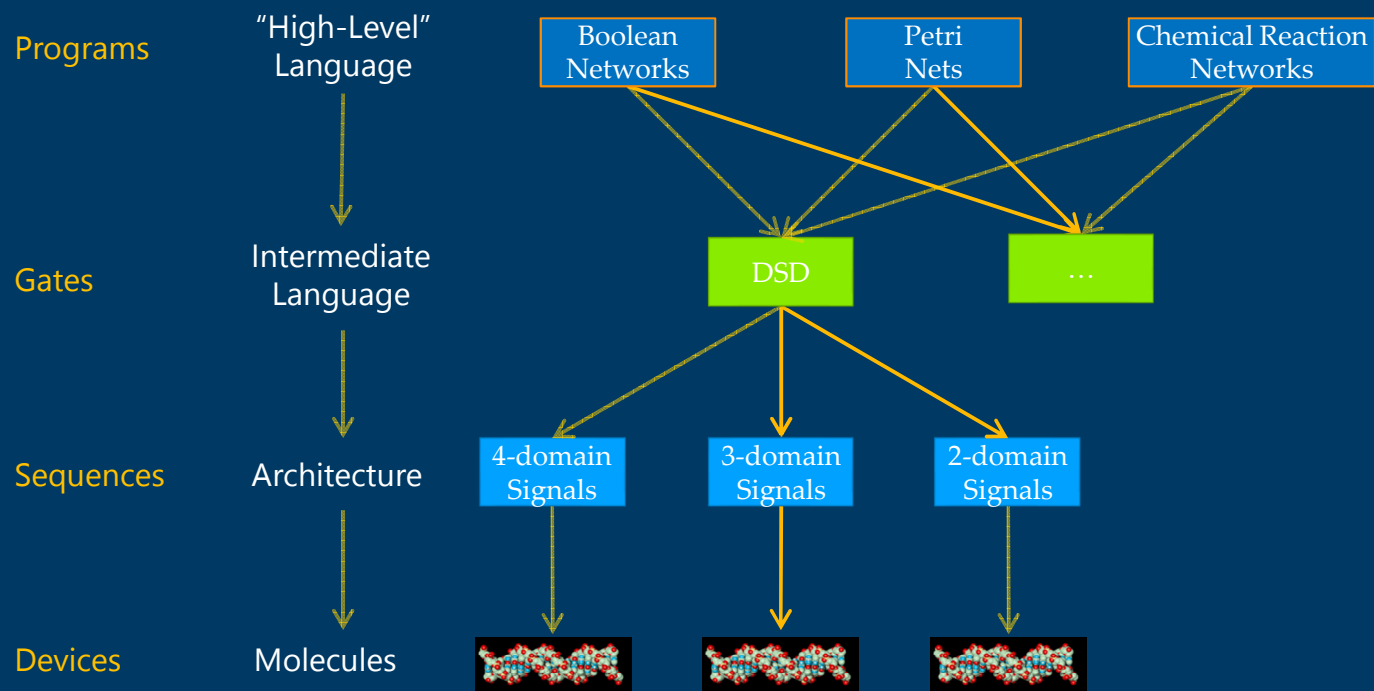 Programs
“High-Level”
Language
Boolean
Networks
Petri
Nets
Chemical Reaction
Networks
Gates
Intermediate
Language
DSD
…
Sequences
Architecture
4-domain
Signals
3-domain
Signals
2-domain
Signals
Devices
Molecules